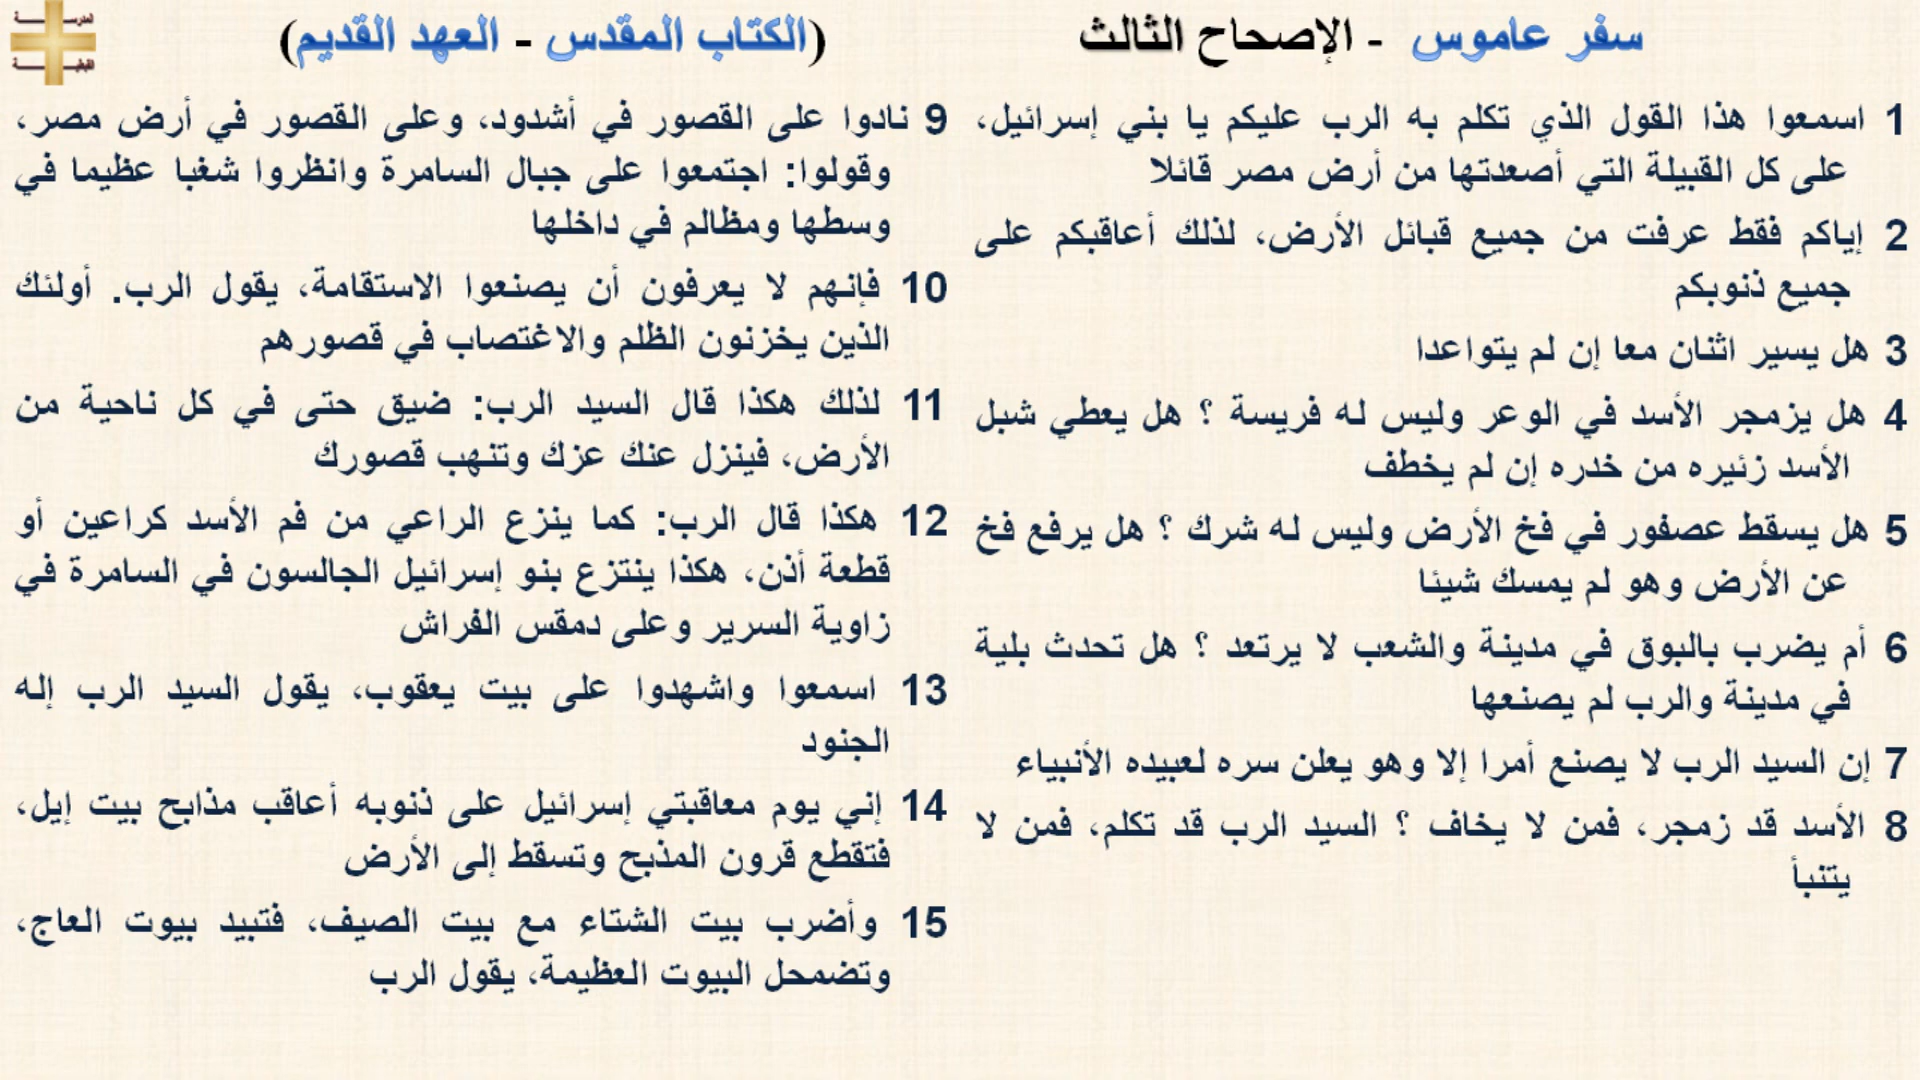 سفر عاموس - الإصحاح الثالث (الكتاب المقدس - العهد القديم)
1 اسمعوا هذا القول الذي تكلم به الرب عليكم يا بني إسرائيل،
على كل القبيلة التي أصعدتها من أرض مصر قائلا
2 إياكم فقط عرفت من جميع قبائل الأرض، لذلك أعاقبكم على
جميع ذنوبكم
3 هل يسير اثنان معا إن لم يتواعدا
4 هل يزمجر الأسد في الوعر وليس له فريسة ؟ هل يعطي شبل
الأسد زئيره من خدره إن لم يخطف
5 هل يسقط عصفور في فخ الأرض وليس له شرك ؟ هل يرفع فخ
عن الأرض وهو لم يمسك شيئا
6 أم يضرب بالبوق في مدينة والشعب لا يرتعد ؟ هل تحدث بلية
في مدينة والرب لم يصنعها
7 إن السيد الرب لا يصنع أمرا إلا وهو يعلن سره لعبيده الأنبياء
8 الأسد قد زمجر، فمن لا يخاف ؟ السيد الرب قد تكلم، فمن لا
يتنبأ
9 نادوا على القصور في أشدود، وعلى القصور في أرض مصر،
وقولوا: اجتمعوا على جبال السامرة وانظروا شغبا عظيما في
وسطها ومظالم في داخلها
10 فإنهم لا يعرفون أن يصنعوا الاستقامة، يقول الرب. أولئك
الذين يخزنون الظلم والاغتصاب في قصورهم
11 لذلك هكذا قال السيد الرب: ضيق حتى في كل ناحية من
الأرض، فينزل عنك عزك وتنهب قصورك
12 هكذا قال الرب: كما ينزع الراعي من فم الأسد كراعين أو
قطعة أذن، هكذا ينتزع بنو إسرائيل الجالسون في السامرة في
زاوية السرير وعلى دمقس الفراش
13 اسمعوا واشهدوا على بيت يعقوب، يقول السيد الرب إله
الجنود
14 إني يوم معاقبتي إسرائيل على ذنوبه أعاقب مذابح بيت إيل،
فتقطع قرون المذبح وتسقط إلى الأرض
15 وأضرب بيت الشتاء مع بيت الصيف، فتبيد بيوت العاج،
وتضمحل البيوت العظيمة، يقول الرب